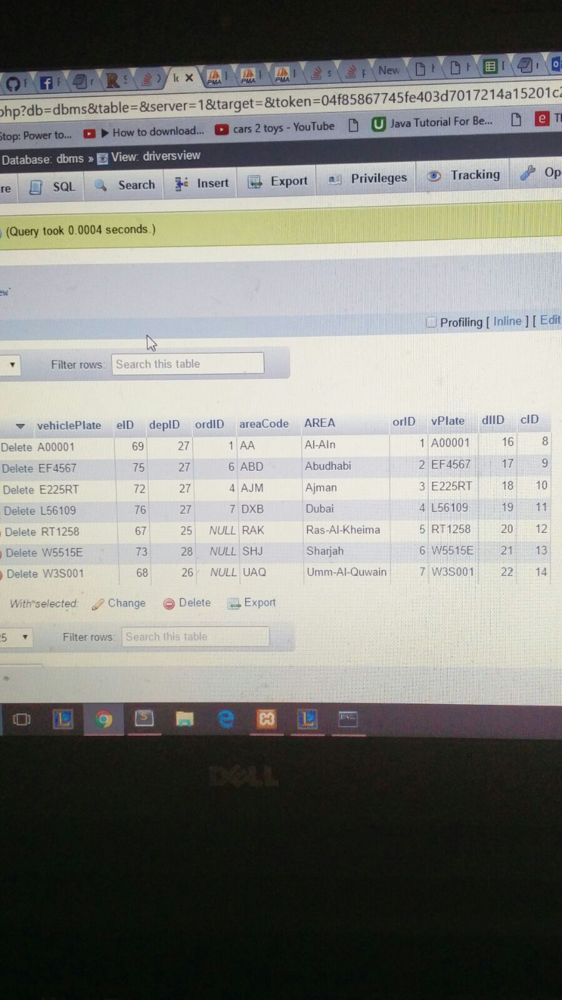 php?db=dbms&table=&server=1&target=&token=04f85867745fe403d7017214a15201c2
Stop: Power to... How to download... cars 2 toys - YouTube Java Tutorial For Be...
Database: dbms » View: driversview
SQL Search Insert Export Privileges Tracking Op
(Query took 0.0004 seconds.)
ew`
Profiling [ Inline ] [ Edit
Filter rows: Search this table
vehiclePlate eID depID ordID areaCode AREA orID vPlate dlID cID
Delete A00001 69 27 1 AA Al-AIn 1 A00001 16 8
Delete EF4567 75 27 6 ABD Abudhabi 2 EF4567 17 9
Delete E225RT 72 27 4 AJM Ajman 3 E225RT 18 10
Delete L56109 76 27 7 DXB Dubai 4 L56109 19 11
Delete RT1258 67 25 NULL RAK Ras-Al-Kheima 5 RT1258 20 12
Delete W5515E 73 28 NULL SHJ Sharjah 6 W5515E 21 13
Delete W3S001 68 26 NULL UAQ Umm-Al-Quwain 7 W3S001 22 14
With selected: Change Delete Export
25 Filter rows: Search this table
DELL